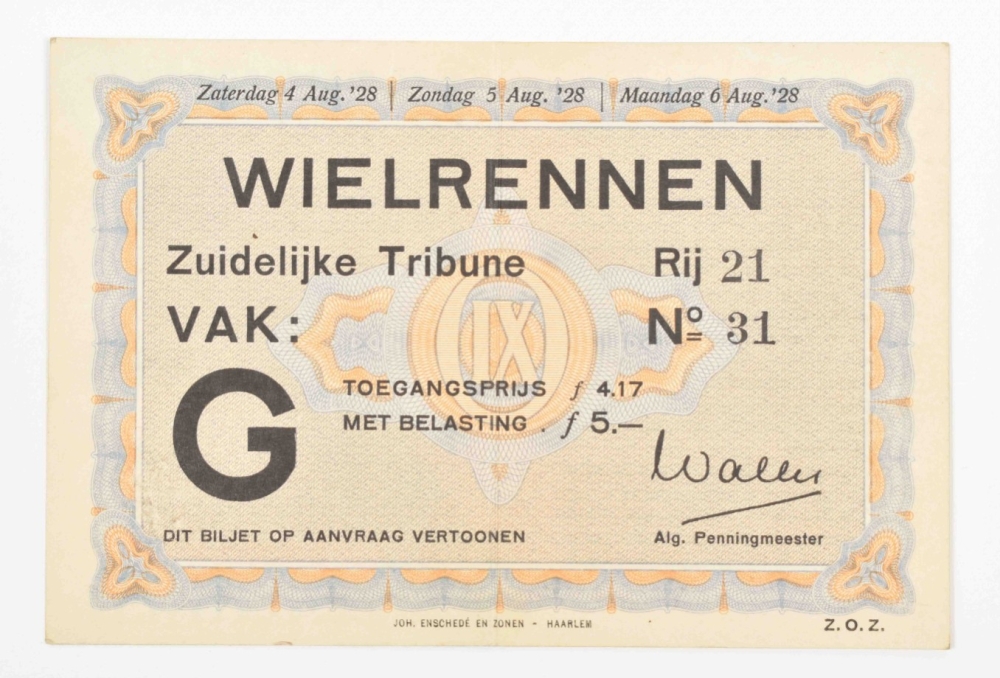 Zaterdag 4 Aug. '28 | Zondag 5 Aug. '28 | Maandag 6 Aug. '28
WIELRENNEN
Zuidelijke Tribune Rij 21
VAK: Nº 31
IX
G
TOEGANGSPRIJS ƒ 4.17
MET BELASTING . ƒ 5.—
DIT BILJET OP AANVRAAG VERTOONEN
Alg. Penningmeester
JOH. ENSCHEDÉ EN ZONEN - HAARLEM
Z.O.Z.